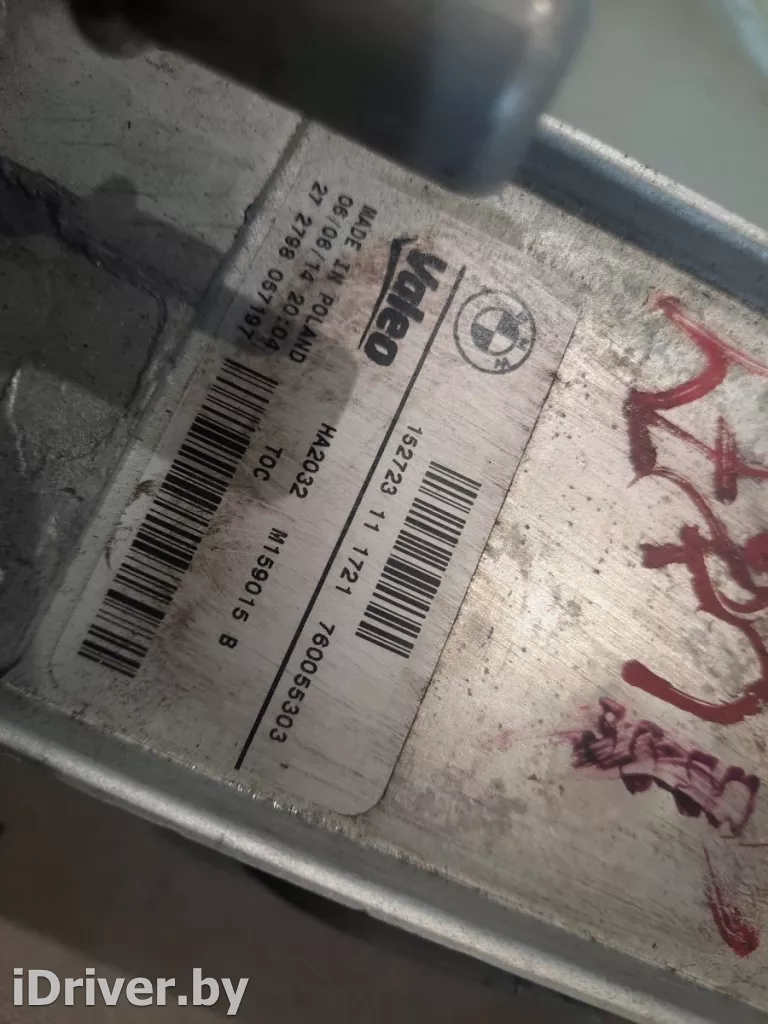 Valeo
MADE IN POLAND
06/06/14 20:04
27 2798 057197
152723 11 1721 760055303
HA2032 M159015 B
TOC
iDriver.by